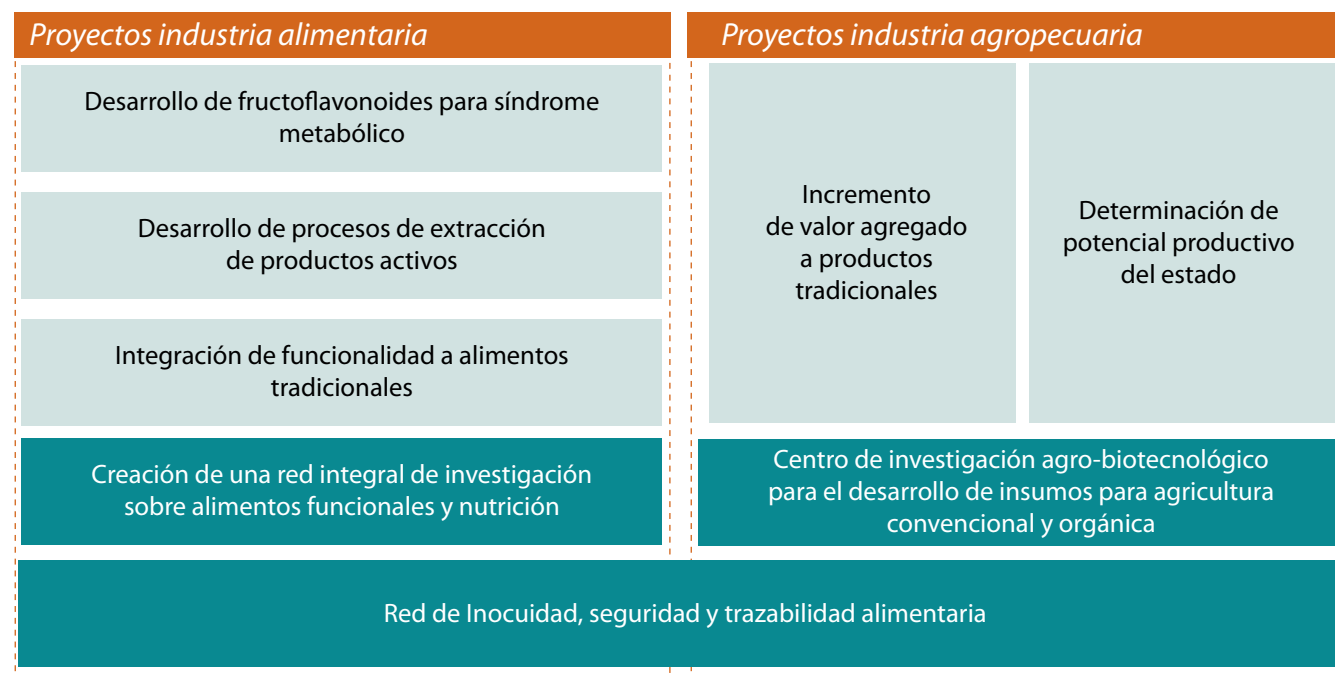 Proyectos industria alimentaria
Desarrollo de fructoflavonoides para síndrome
metabólico
Desarrollo de procesos de extracción
de productos activos
Integración de funcionalidad a alimentos
tradicionales
Creación de una red integral de investigación
sobre alimentos funcionales y nutrición
Proyectos industria agropecuaria
Incremento
de valor agregado
a productos
tradicionales
Determinación de
potencial productivo
del estado
Centro de investigación agro-biotecnológico
para el desarrollo de insumos para agricultura
convencional y orgánica
Red de Inocuidad, seguridad y trazabilidad alimentaria